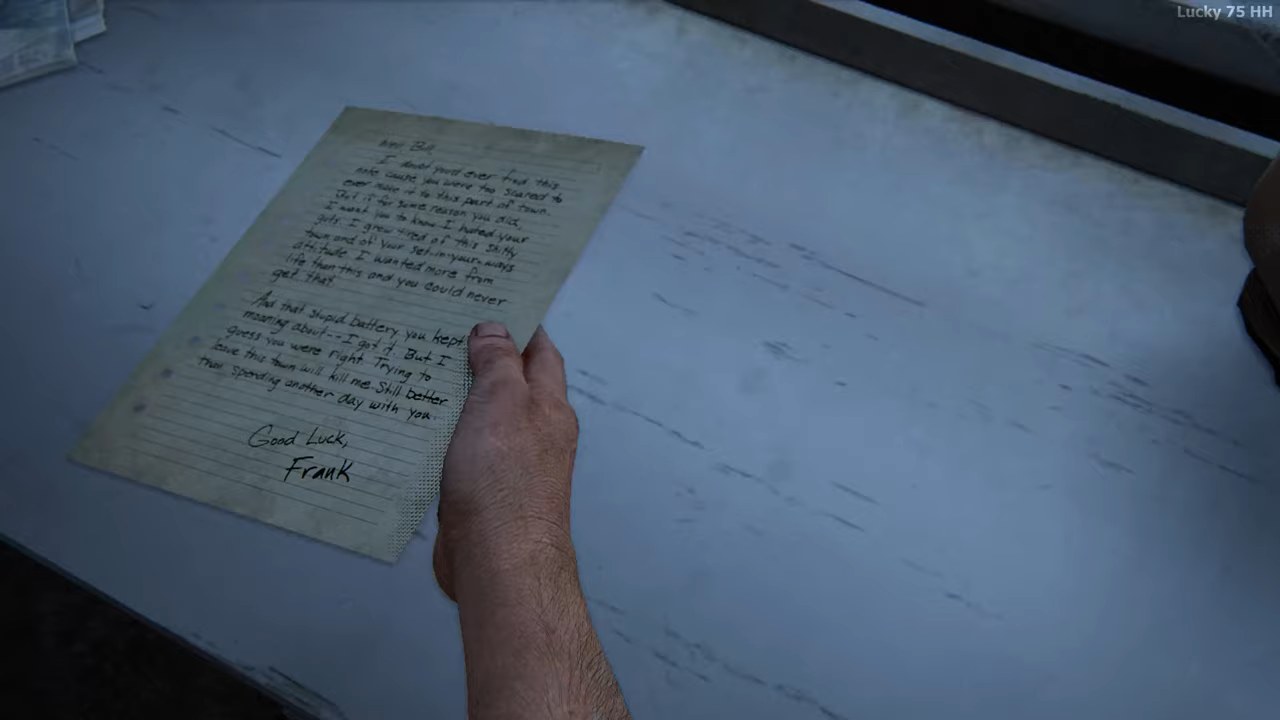 Lucky 75 HH
Well Bill,
I doubt you'd ever find this
note cause you were too scared to
ever make it to this part of town.
But if for some reason you did,
I want you to know I hated your
guts. I grew tired of this shitty
town and of your set-in-your-ways
attitude. I wanted more from
life than this and you could never
get that.
And that stupid battery you kept
moaning about -- I got it. But I
guess you were right. Trying to
leave this town will kill me. Still better
than spending another day with you.
Good Luck,
Frank